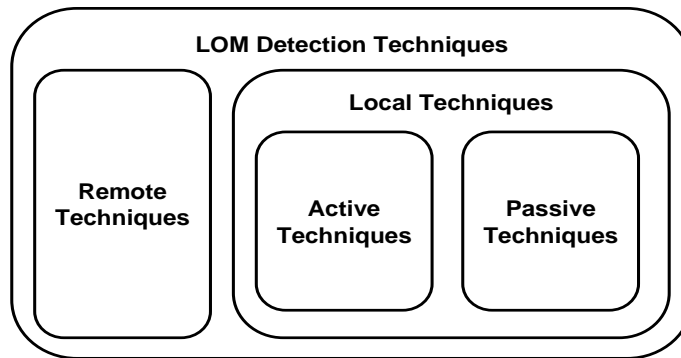 LOM Detection Techniques
Local Techniques
Remote
Techniques
Active
Techniques
Passive
Techniques